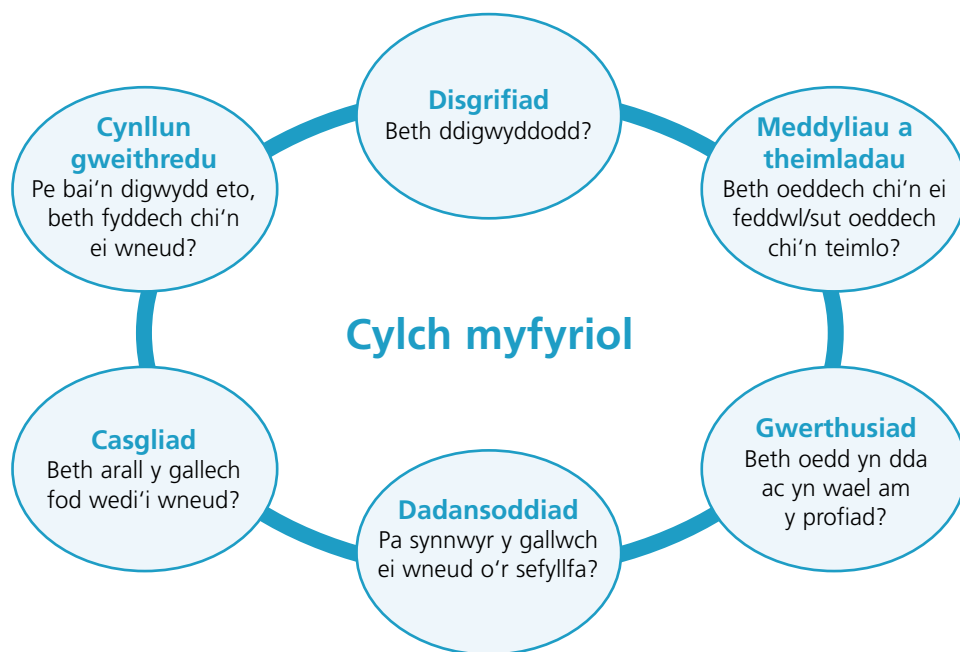 Disgrifiad
Beth ddigwyddodd?
Meddyliau a
theimladau
Beth oeddech chi‘n ei
feddwl/sut oeddech
chi‘n teimlo?
Gwerthusiad
Beth oedd yn dda
ac yn wael am
y profiad?
Dadansoddiad
Pa synnwyr y gallwch
ei wneud o‘r sefyllfa?
Casgliad
Beth arall y gallech
fod wedi‘i wneud?
Cynllun
gweithredu
Pe bai‘n digwydd eto,
beth fyddech chi‘n
ei wneud?
Cylch myfyriol